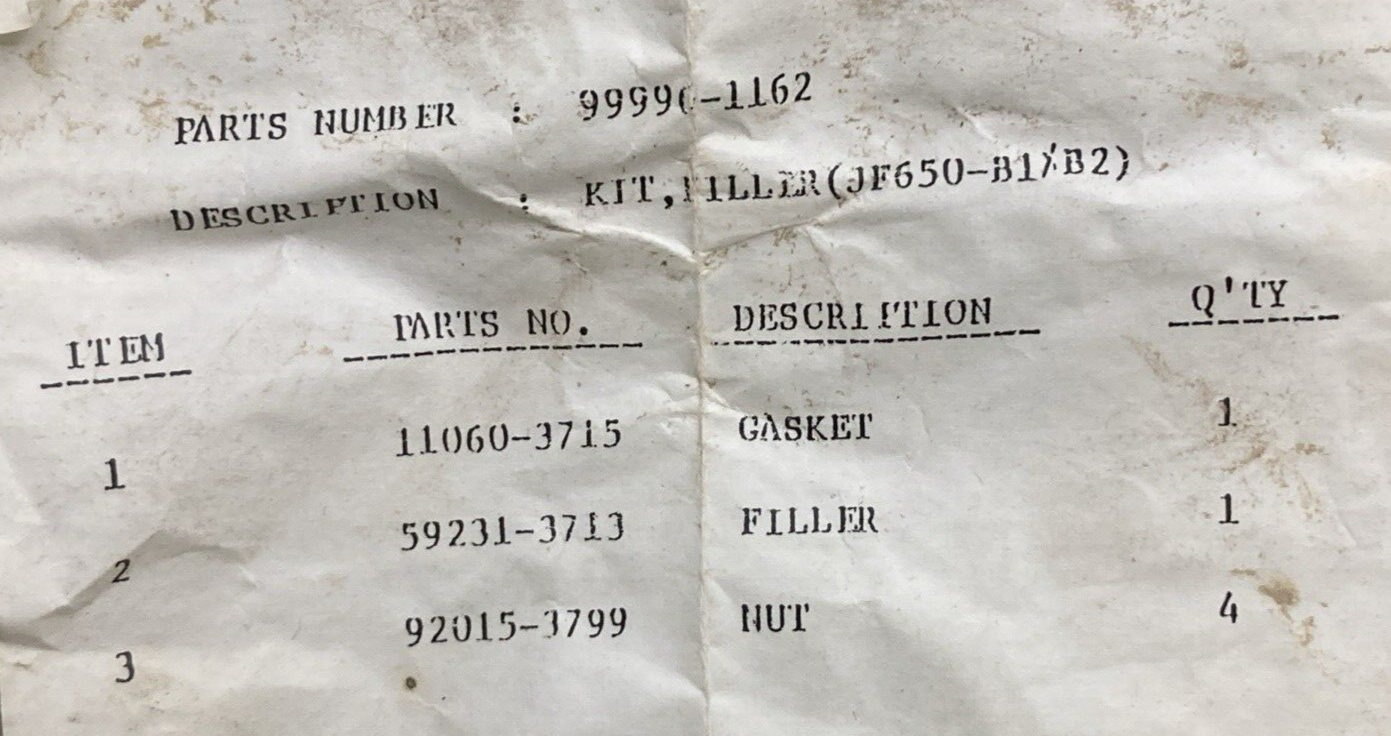 PARTS NUMBER : 99996-1162
DESCRIPTION : KIT,FILLER(JF650-B1/B2)
ITEM PARTS NO. DESCRIPTION Q'TY
1 11060-3715 GASKET 1
2 59231-3713 FILLER 1
3 92015-3799 NUT 4